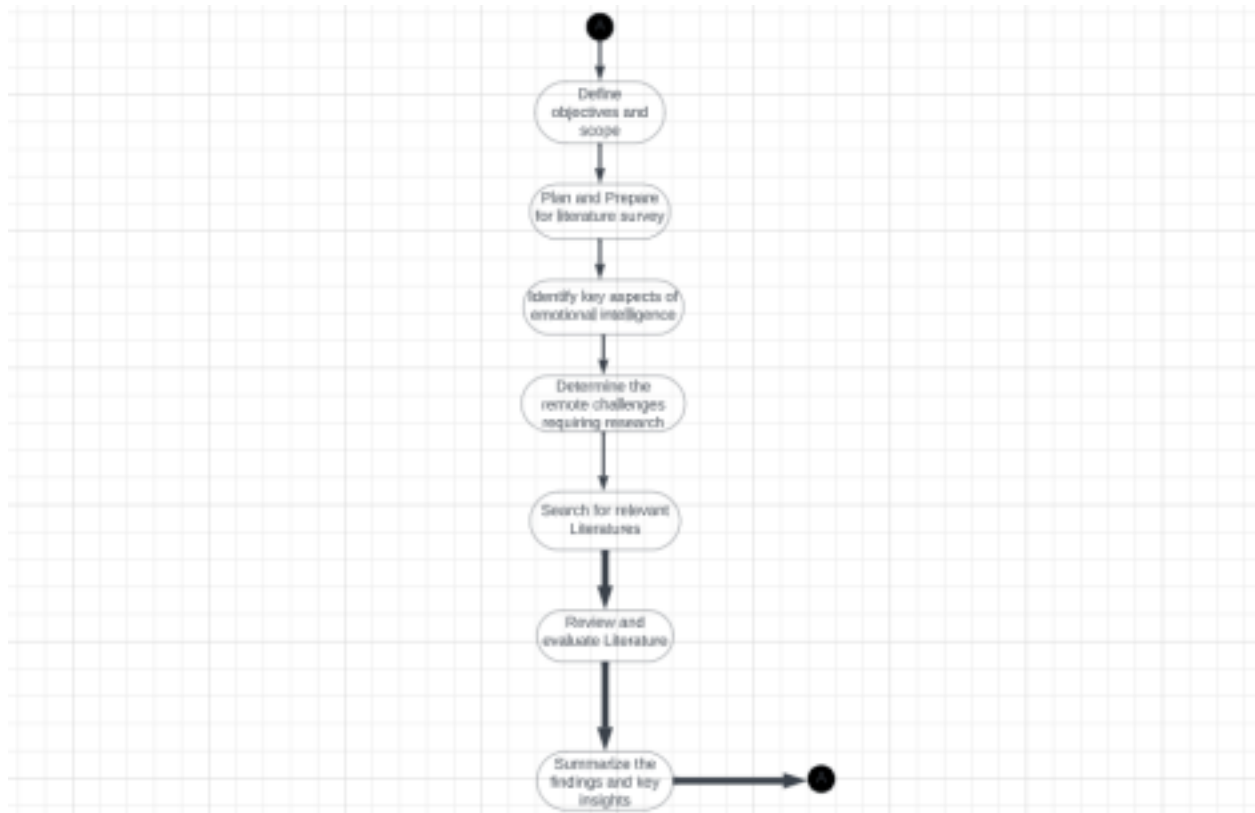 Define
objectives and
scope
Plan and Prepare
for literature survey
Identify key aspects of
emotional intelligence
Determine the
remote challenges
requiring research
Search for relevant
Literatures
Review and
evaluate Literature
Summarize the
findings and key
insights